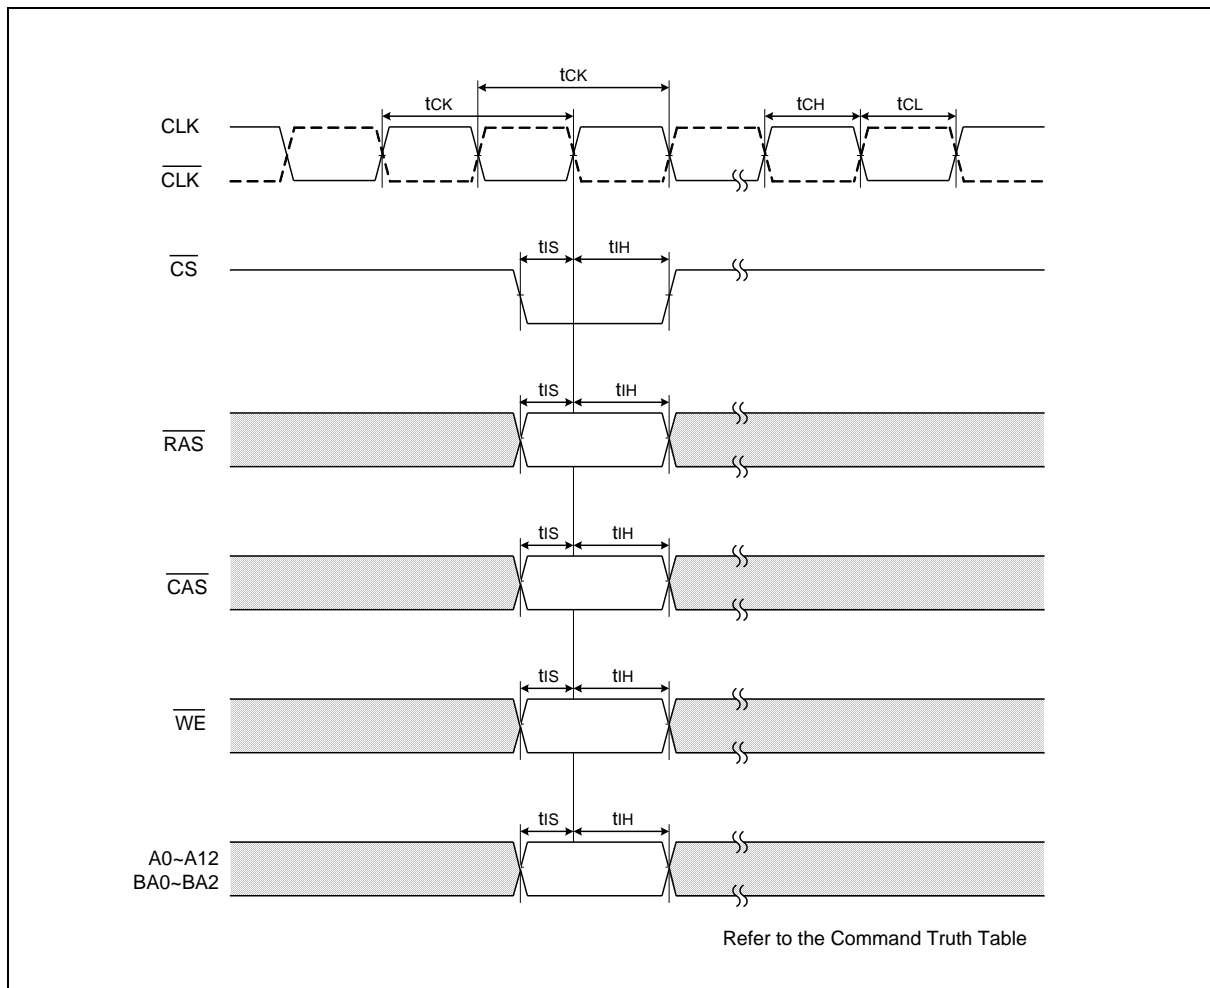 tCK
tCK tCH tCL
CLK
CLK
tIS tIH
CS
tIS tIH
RAS
tIS tIH
CAS
tIS tIH
WE
tIS tIH
A0~A12
BA0~BA2
Refer to the Command Truth Table